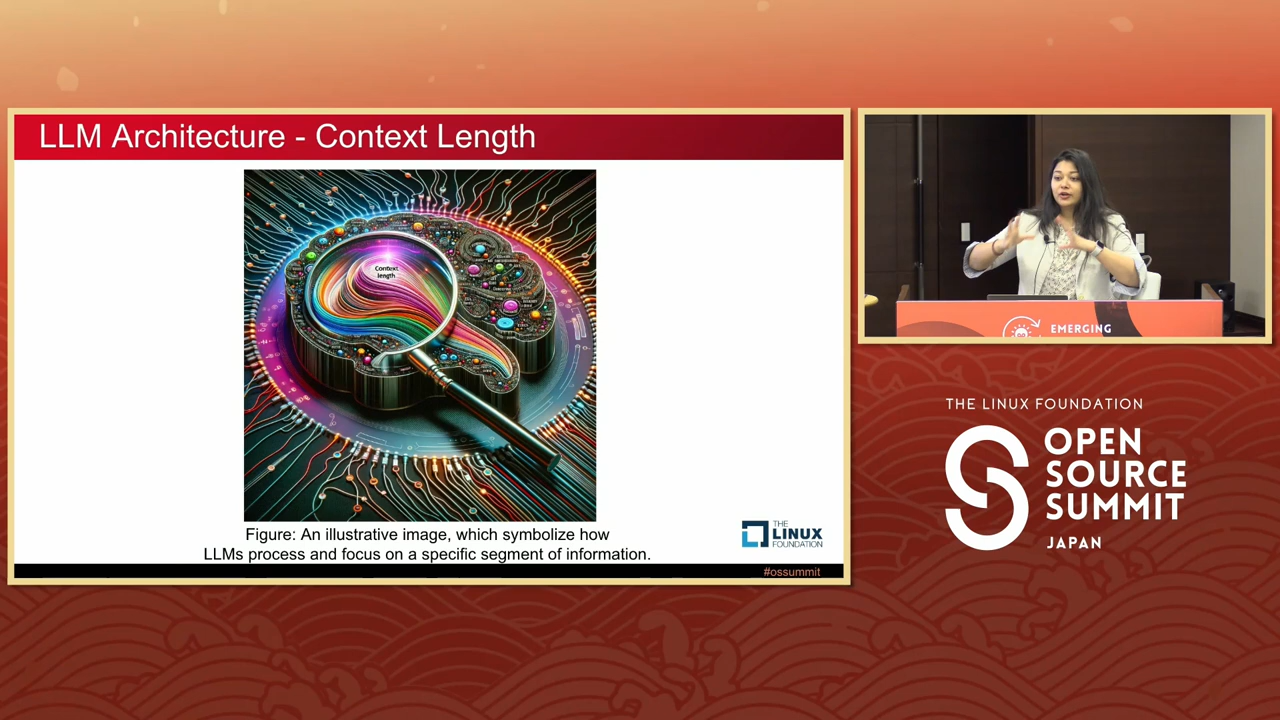 LLM Architecture - Context Length
Context
length
Figure: An illustrative image, which symbolize how
LLMs process and focus on a specific segment of information.
THE
LINUX
FOUNDATION
#ossummit
EMERGING
THE LINUX FOUNDATION
OPEN
SOURCE
SUMMIT
JAPAN